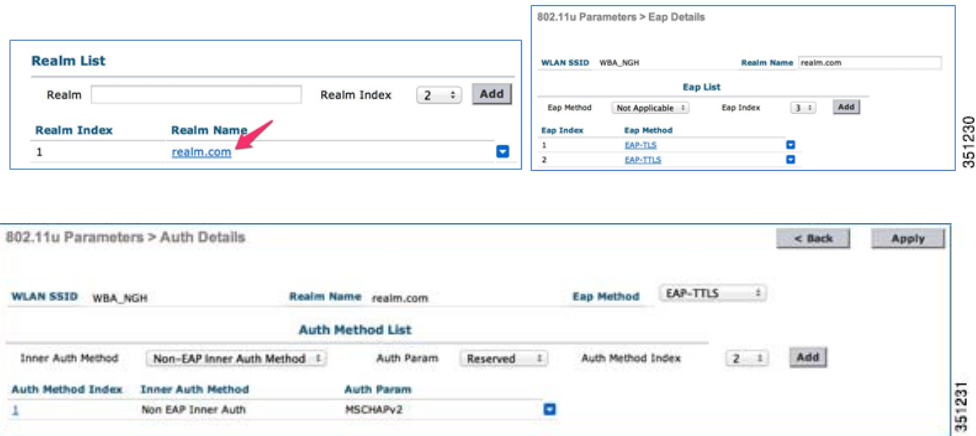 Realm List
Realm Realm Index 2 Add
Realm Index Realm Name
1 realm.com
802.11u Parameters > Eap Details
WLAN SSID WBA_NGH Realm Name realm.com
Eap List
Eap Method Not Applicable Eap Index 3 Add
Eap Index Eap Method
1 EAP-TLS
2 EAP-TTLS
351230
802.11u Parameters > Auth Details < Back Apply
WLAN SSID WBA_NGH Realm Name realm.com Eap Method EAP-TTLS
Auth Method List
Inner Auth Method Non-EAP Inner Auth Method Auth Param Reserved Auth Method Index 2 Add
Auth Method Index Inner Auth Method Auth Param
1 Non EAP Inner Auth MSCHAPv2
351231